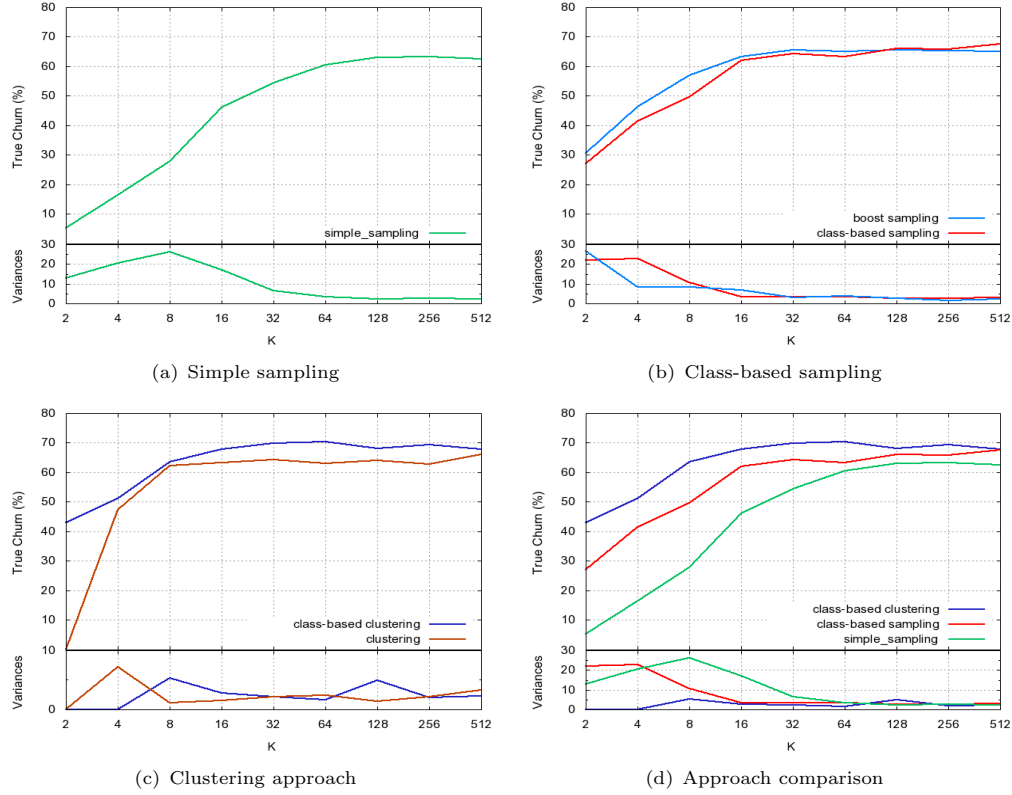 80
70
60
50
40
30
20
10
True Churn (%)
simple_sampling
30
20
10
0
Variances
2 4 8 16 32 64 128 256 512
K
(a) Simple sampling
80
70
60
50
40
30
20
10
True Churn (%)
boost sampling
class-based sampling
30
20
10
0
Variances
2 4 8 16 32 64 128 256 512
K
(b) Class-based sampling
80
70
60
50
40
30
20
10
True Churn (%)
class-based clustering
clustering
10
0
Variances
2 4 8 16 32 64 128 256 512
K
(c) Clustering approach
80
70
60
50
40
30
20
10
True Churn (%)
class-based clustering
class-based sampling
simple_sampling
30
20
10
0
Variances
2 4 8 16 32 64 128 256 512
K
(d) Approach comparison